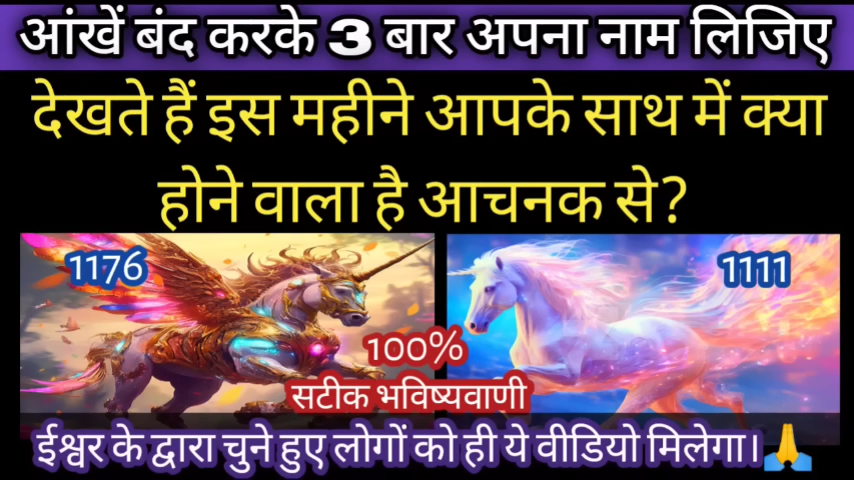 आंखें बंद करके 3 बार अपना नाम लिजिए
देखते हैं इस महीने आपके साथ में क्या
होने वाला है आचनक से?
1176
1111
100%
सटीक भविष्यवाणी
ईश्वर के द्वारा चुने हुए लोगों को ही ये वीडियो मिलेगा।🙏